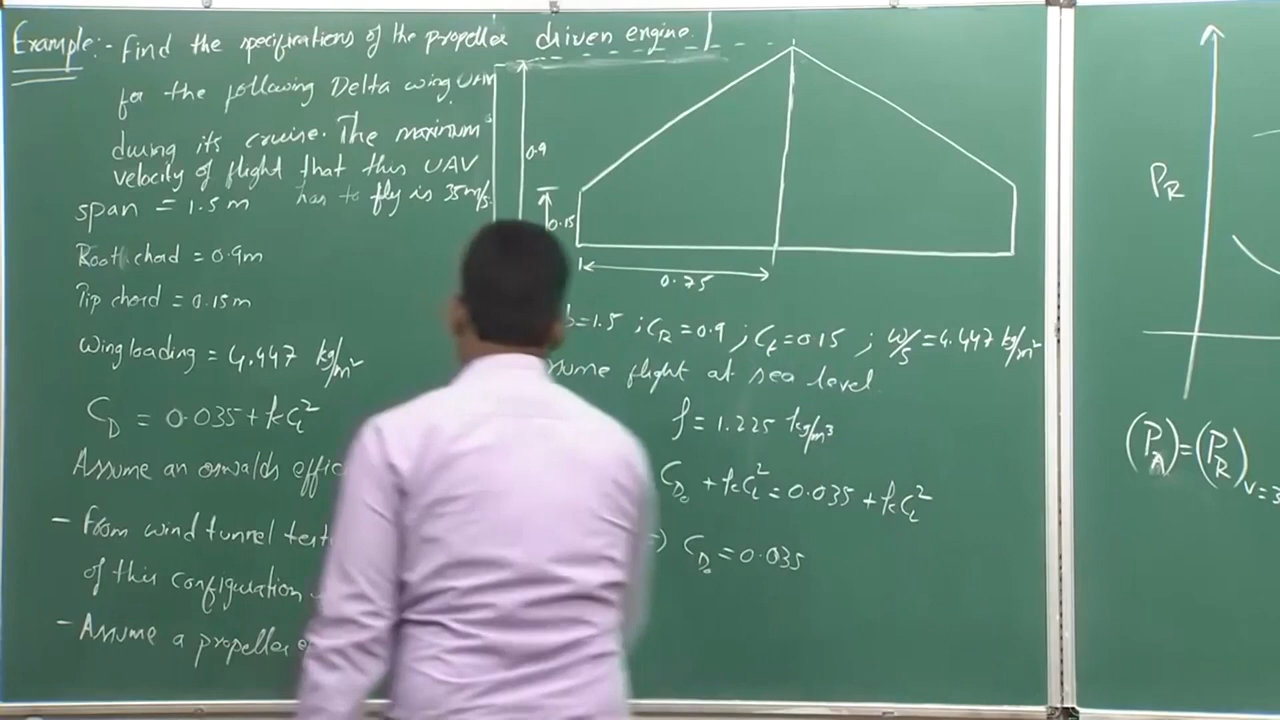 Example:- Find the specifications of the propeller driven engine.
for the following Delta wing UAV
during its cruise. The maximum
velocity of flight that this UAV
has to fly is 35m/s.
span = 1.5 m
Root chord = 0.9m
Tip chord = 0.15m
Wing loading = 4.447 kg/m²
C_D = 0.035 + kC_L²
Assume an oswalds
- From wind tunnel
of this configuration
- Assume a propeller
0.9
0.15
0.75
b=1.5 ; C_R = 0.9 ; C_t = 0.15 ; W/S = 4.447 kg/m²
flight at sea level
ρ = 1.225 kg/m³
C_D₀ + kC_L² = 0.035 + kC_L²
⇒ C_D₀ = 0.035
P_R
(P_A) = (P_R)